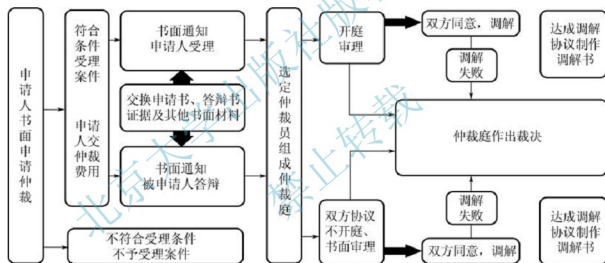 申请人书面申请仲裁
符合条件受理案件
申请人交仲裁费用
书面通知
申请人受理
交换申请书、答辩书
证据及其他书面材料
书面通知
被申请人答辩
不符合受理条件
不予受理案件
选定仲裁员组成仲裁庭
开庭
审理
双方同意，调解
调解
失败
达成调解
协议制作
调解书
仲裁庭作出裁决
双方协议
不开庭、
书面审理
调解
失败
双方同意，调解
达成调解
协议制作
调解书
北京大学出版社版权所有
禁止转载